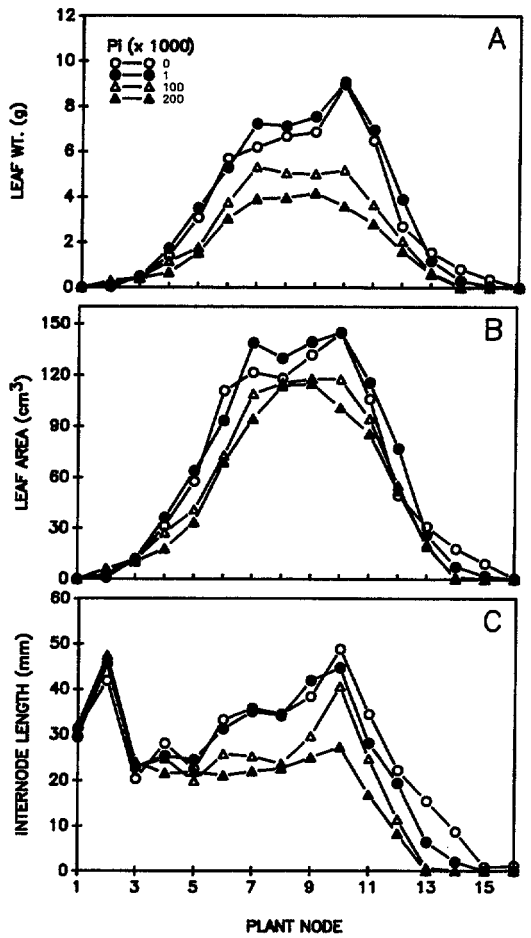 12
10
8
6
4
2
0
LEAF WT. (g)
A
Pi (x 1000)
0
1
100
200
150
120
90
60
30
0
LEAF AREA (cm3)
B
60
50
40
30
20
10
0
INTERNODE LENGTH (mm)
C
1 3 5 7 9 11 13 15
PLANT NODE